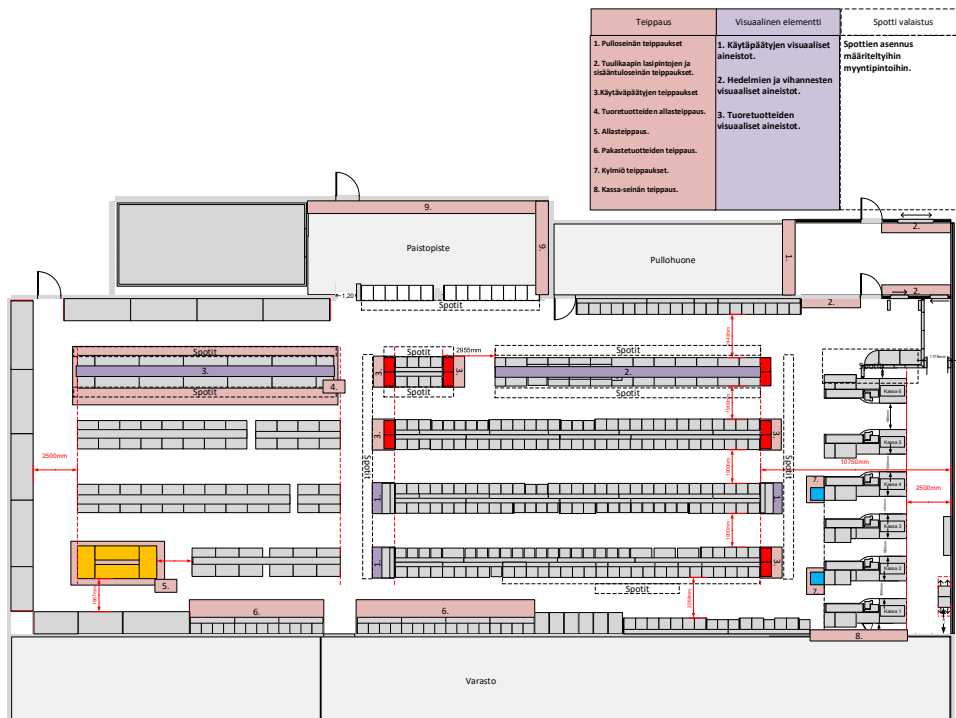 Teippaus
1. Pulloseinän teippaukset
2. Tuulikaapin lasipintojen ja
sisääntuloseinän teippaukset.
3.Käytäväpäätyjen teippaukset
4. Tuoretuotteiden allasteippaus.
5. Allasteippaus.
6. Pakastetuotteiden teippaus.
7. Kylmiö teippaukset.
8. Kassa-seinän teippaus.
Visuaalinen elementti
1. Käytäpäätyjen visuaaliset
aineistot.
2. Hedelmien ja vihannesten
visuaaliset aineistot.
3. Tuoretuotteiden
visuaaliset aineistot.
Spotti valaistus
Spottien asennus
määriteltyihin
myyntipintoihin.
9.
9.
Paistopiste
Pullohuone
1.
2.
2.
2.
1,20
Spotit
Spotit
3.
Spotit
4.
Spotit
3.
3.
Spotit
2955mm
Spotit
2.
Spotit
Spotit
Kassa 6
3.
3.
Spotit
Spotit
Kassa 5
10750mm
2500mm
1.
1.
7.
Kassa 4
2500mm
Kassa 3
5.
1.
3.
7.
Kassa 2
Spotit
2208mm
6.
6.
Kassa 1
8.
Varasto